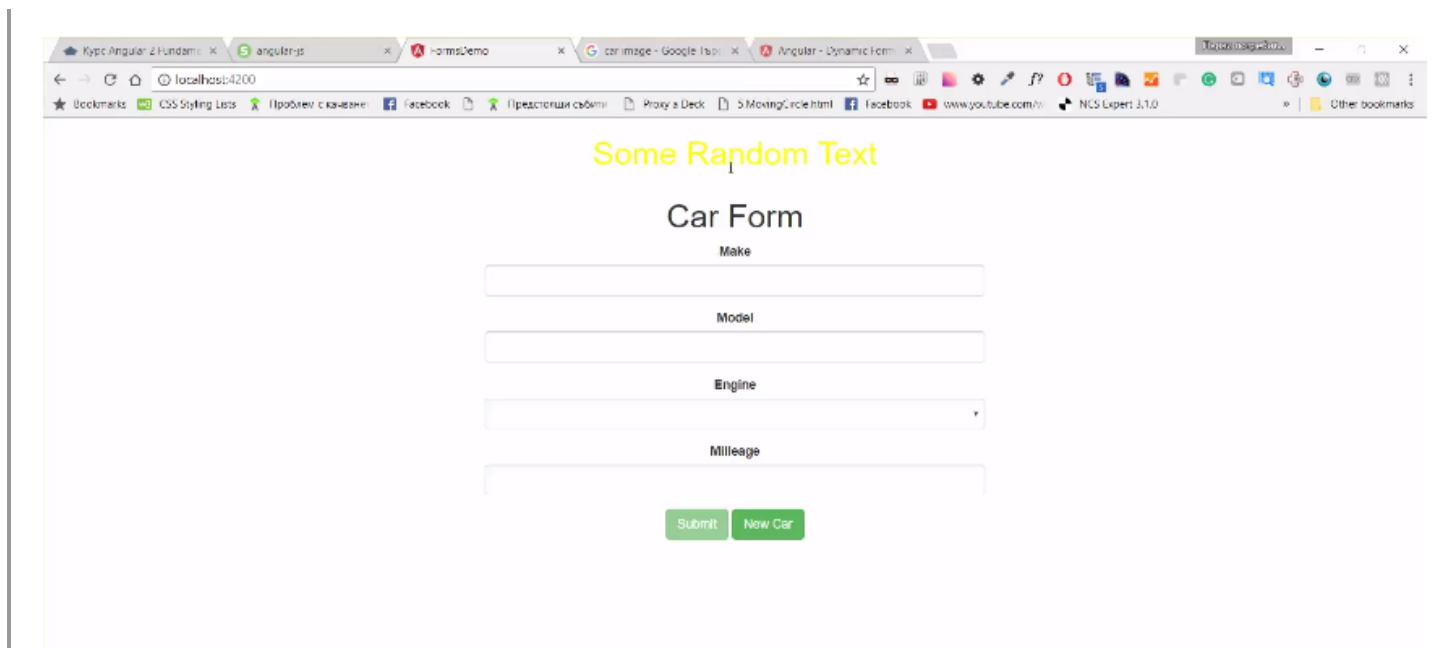 Курс Angular 2 Fundame
angular-js
FormsDemo
car image - Google Търс
Angular - Dynamic Form
localhost:4200
Bookmarks
CSS Styling Lists
Проблем с качванет
Facebook
Предстоящи събити
Proxy a Deck
5.MovingCircle.html
Facebook
www.youtube.com/w
NCS Expert 3.1.0
»
Other bookmarks
Some Random Text
Car Form
Make
Model
Engine
Milleage
Submit
New Car